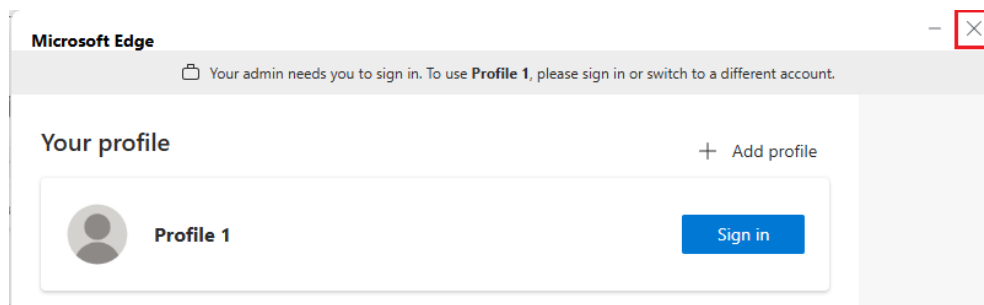 Microsoft Edge
Your admin needs you to sign in. To use Profile 1, please sign in or switch to a different account.
Your profile
Add profile
Profile 1
Sign in